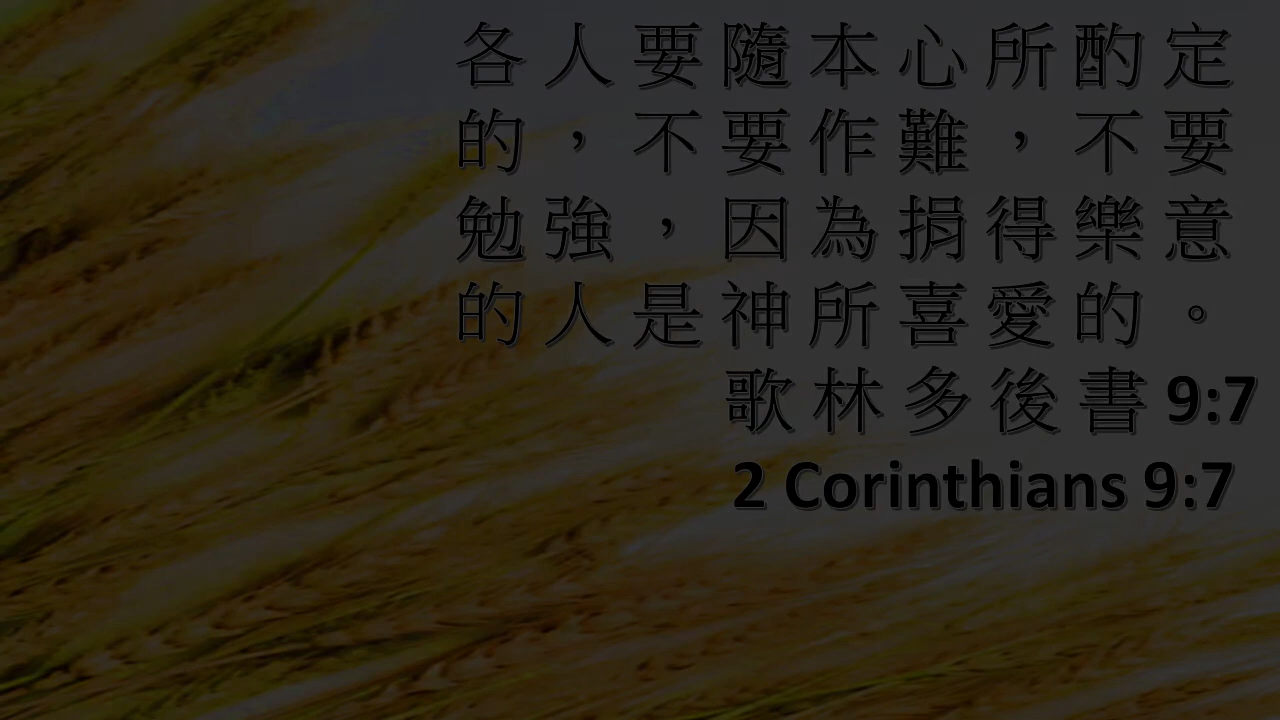 各人要隨本心所酌定
的，不要作難，不要
勉強，因為捐得樂意
的人是神所喜愛的。
歌林多後書 9:7
2 Corinthians 9:7